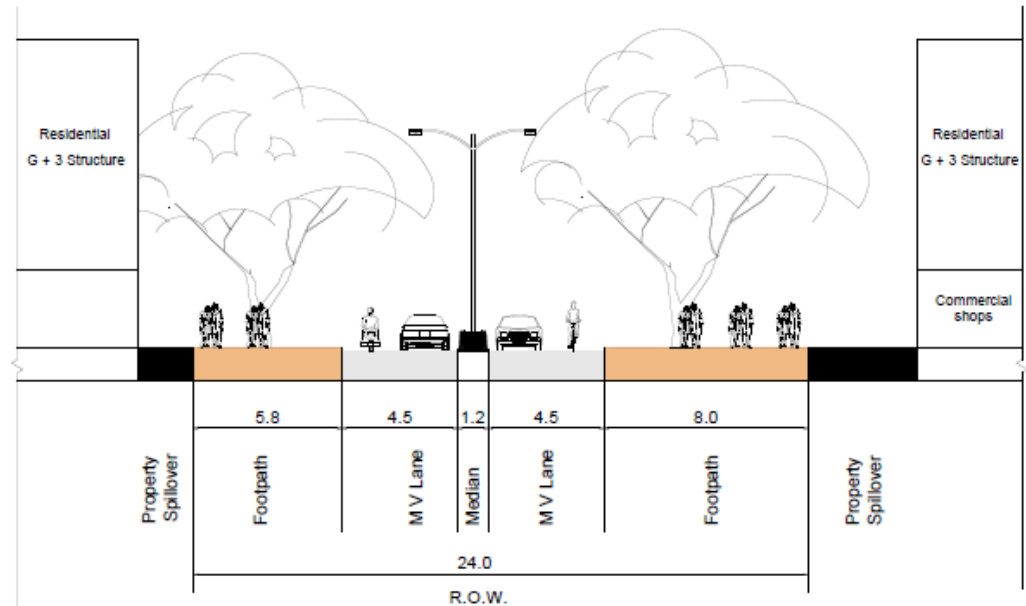 Residential
G + 3 Structure
Residential
G + 3 Structure
Commercial
shops
5.8
4.5
1.2
4.5
8.0
Property
Spillover
Footpath
M V Lane
Median
M V Lane
Footpath
Property
Spillover
24.0
R.O.W.